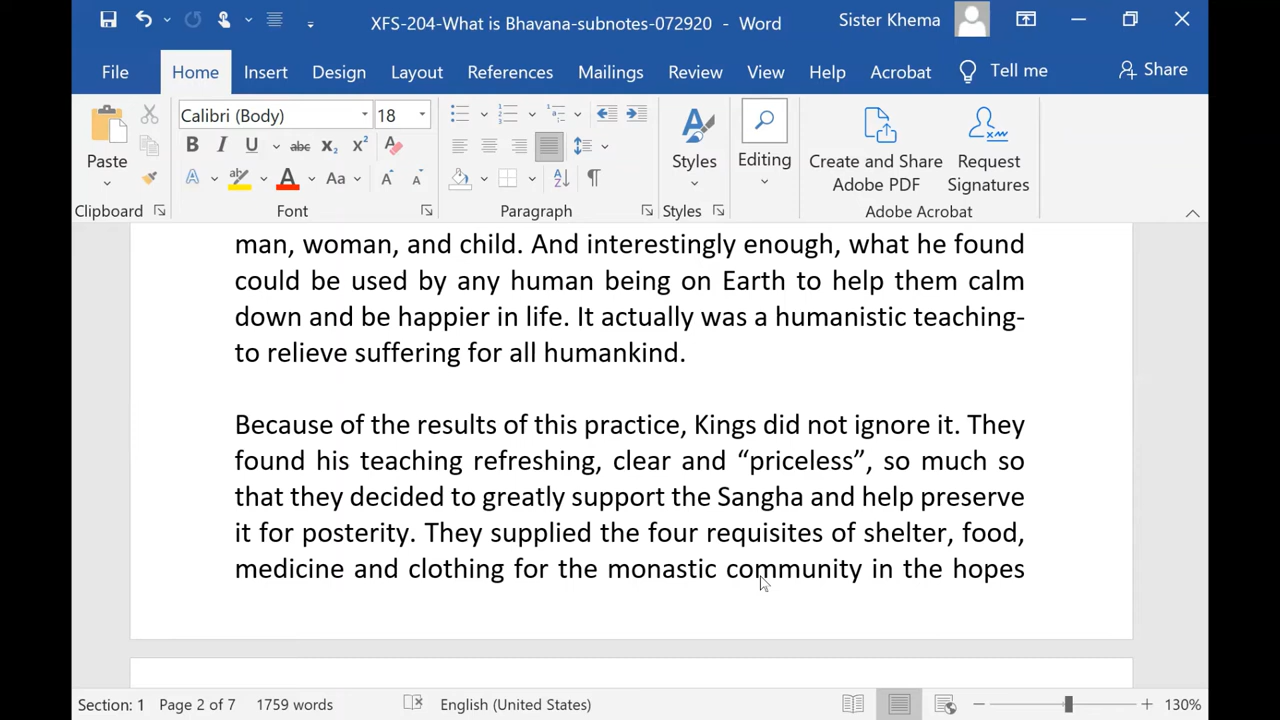 XFS-204-What is Bhavana-subnotes-072920 - Word Sister Khema
File Home Insert Design Layout References Mailings Review View Help Acrobat Tell me Share
Calibri (Body) 18
Paste Styles Editing Create and Share Adobe PDF Request Signatures
Clipboard Font Paragraph Styles Adobe Acrobat
man, woman, and child. And interestingly enough, what he found
could be used by any human being on Earth to help them calm
down and be happier in life. It actually was a humanistic teaching-
to relieve suffering for all humankind.
Because of the results of this practice, Kings did not ignore it. They
found his teaching refreshing, clear and “priceless”, so much so
that they decided to greatly support the Sangha and help preserve
it for posterity. They supplied the four requisites of shelter, food,
medicine and clothing for the monastic community in the hopes
Section: 1 Page 2 of 7 1759 words English (United States) 130%